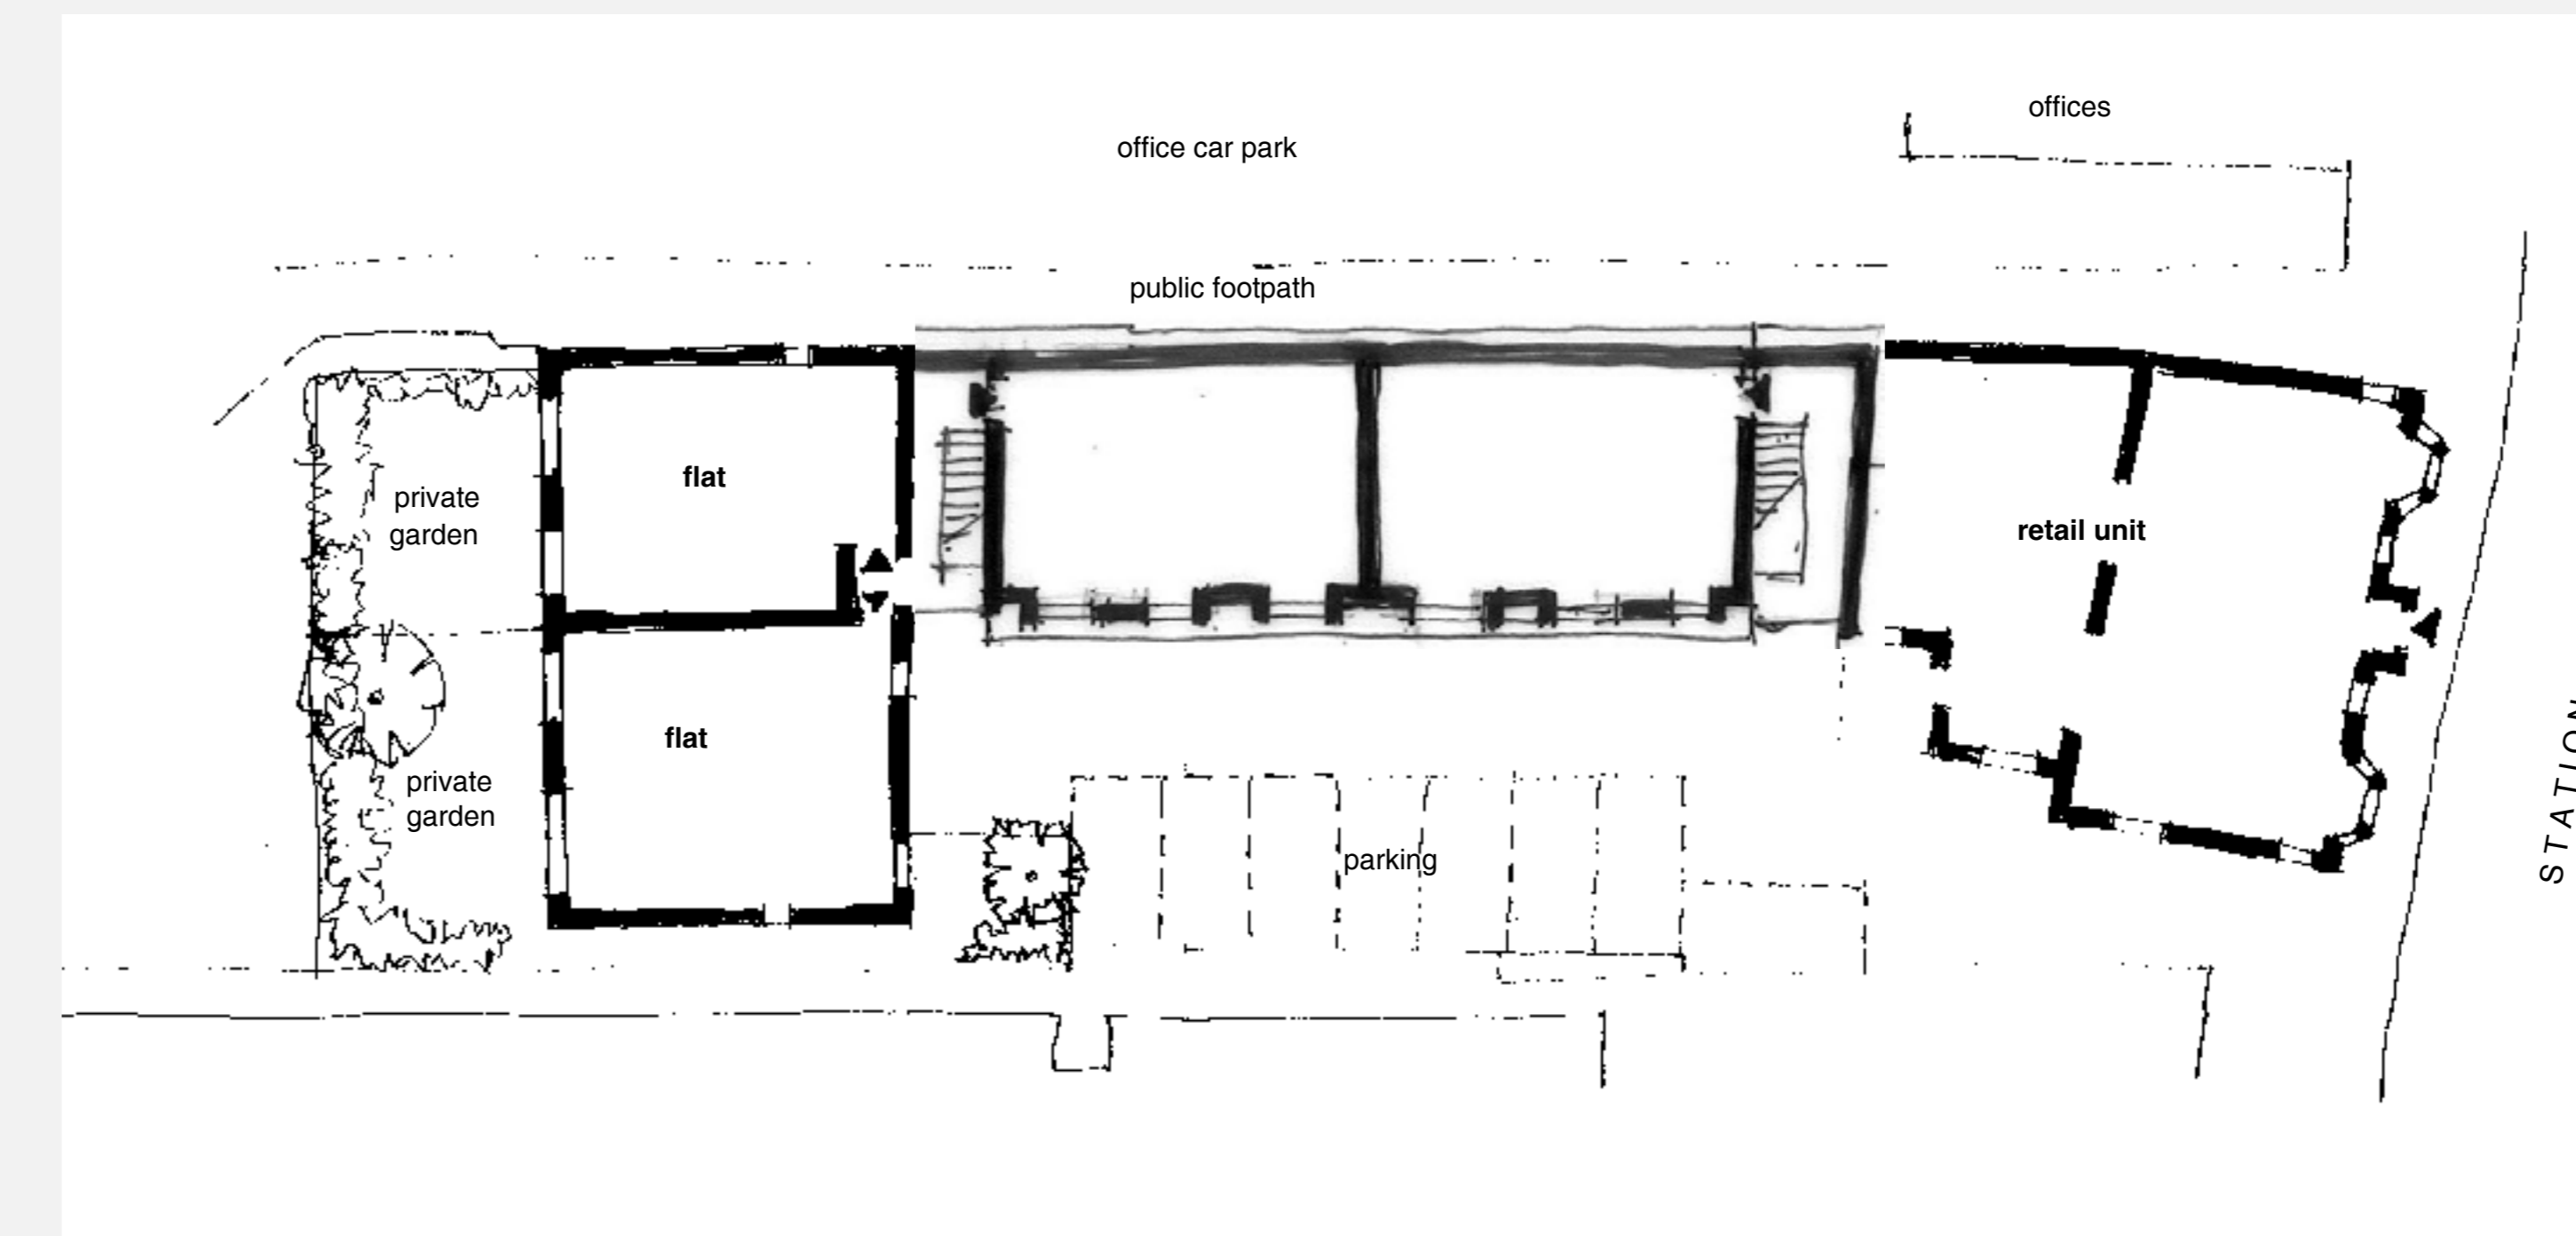 offices
office car park
public footpath
flat
private
garden
retail unit
flat
private
garden
parking
STATION